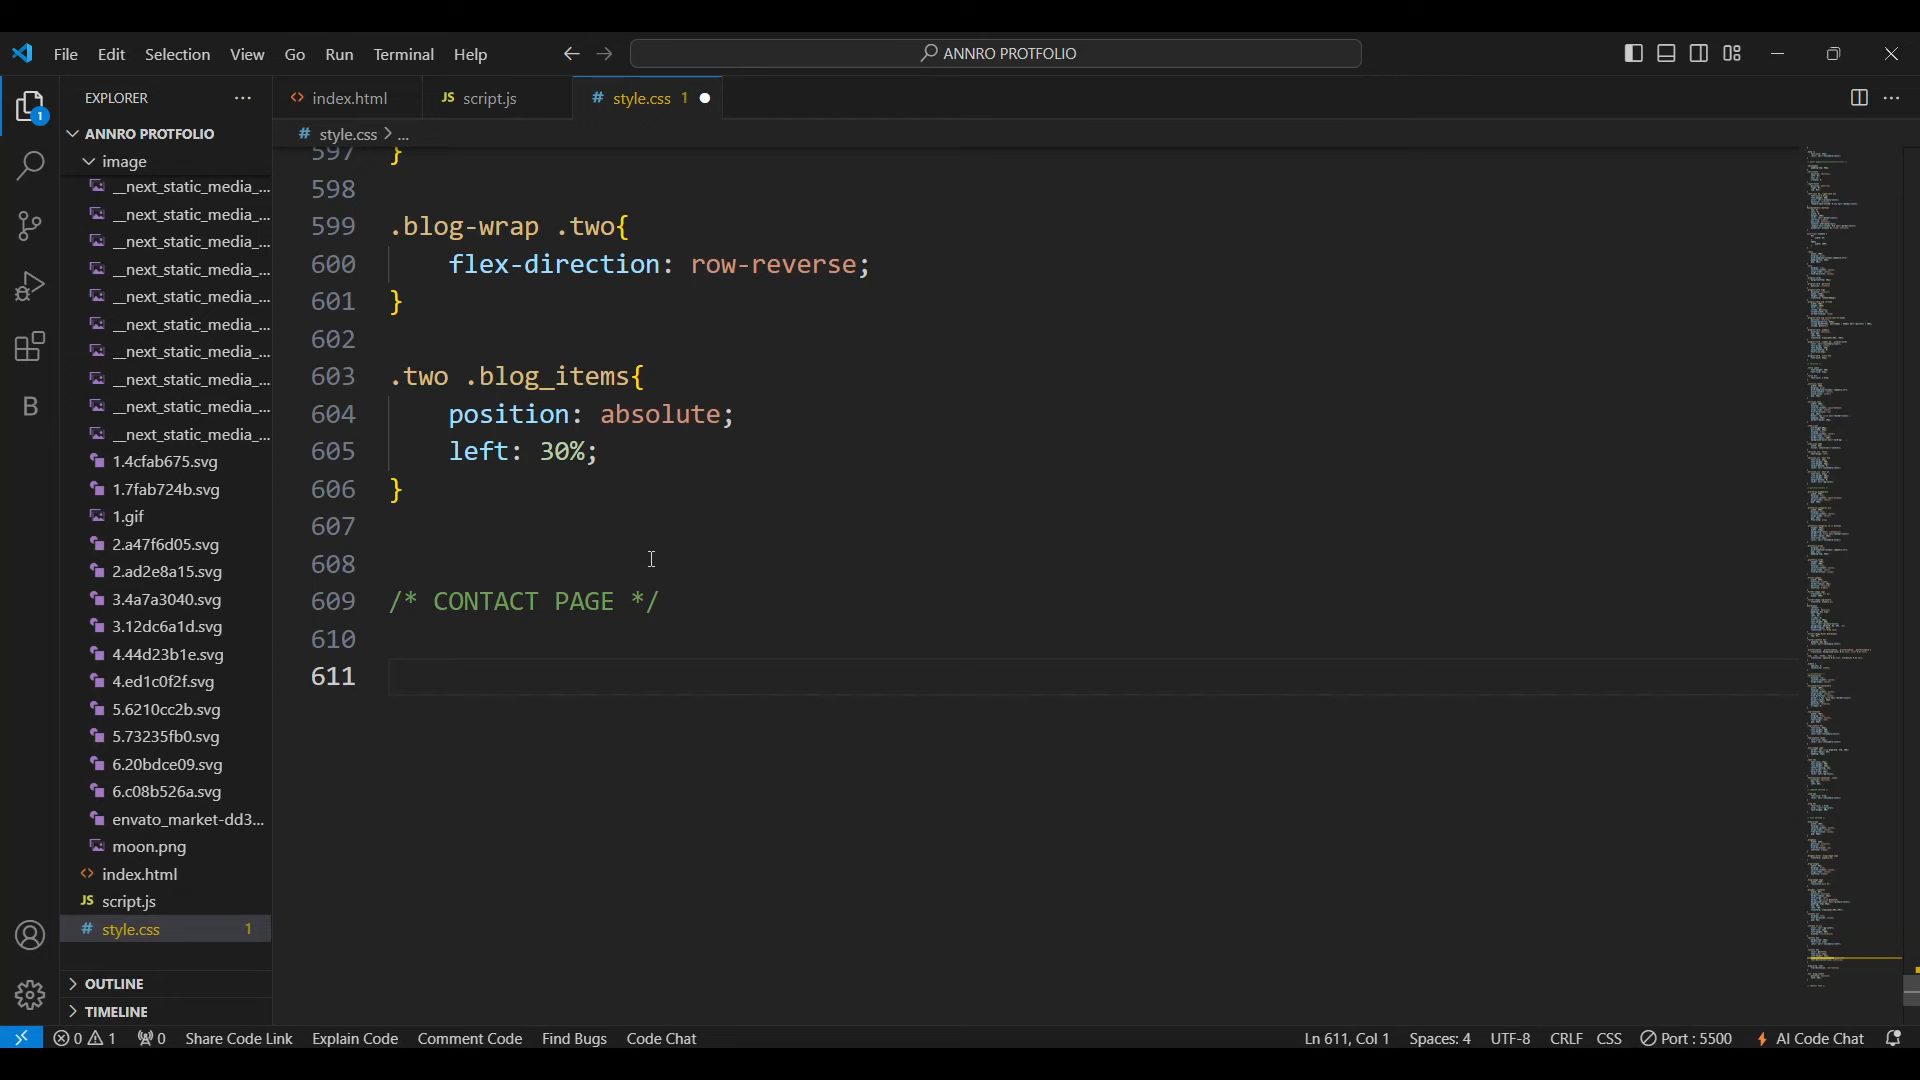 File Edit Selection View Go Run Terminal Help
ANNRO PROTFOLIO
EXPLORER
index.html
JS script.js
# style.css 1
ANNRO PROTFOLIO
# style.css > ...
image
__next_static_media_...
__next_static_media_...
__next_static_media_...
__next_static_media_...
__next_static_media_...
__next_static_media_...
__next_static_media_...
__next_static_media_...
__next_static_media_...
__next_static_media_...
1.4cfab675.svg
1.7fab724b.svg
1.gif
2.a47f6d05.svg
2.ad2e8a15.svg
3.4a7a3040.svg
3.12dc6a1d.svg
4.44d23b1e.svg
4.ed1c0f2f.svg
5.6210cc2b.svg
5.73235fb0.svg
6.20bdce09.svg
6.c08b526a.svg
envato_market-dd3...
moon.png
index.html
JS script.js
# style.css 1
OUTLINE
TIMELINE
597 }
598
599 .blog-wrap .two{
600 flex-direction: row-reverse;
601 }
602
603 .two .blog_items{
604 position: absolute;
605 left: 30%;
606 }
607
608
609 /* CONTACT PAGE */
610
611
0 1 0 Share Code Link Explain Code Comment Code Find Bugs Code Chat
Ln 611, Col 1 Spaces: 4 UTF-8 CRLF CSS Port : 5500 AI Code Chat